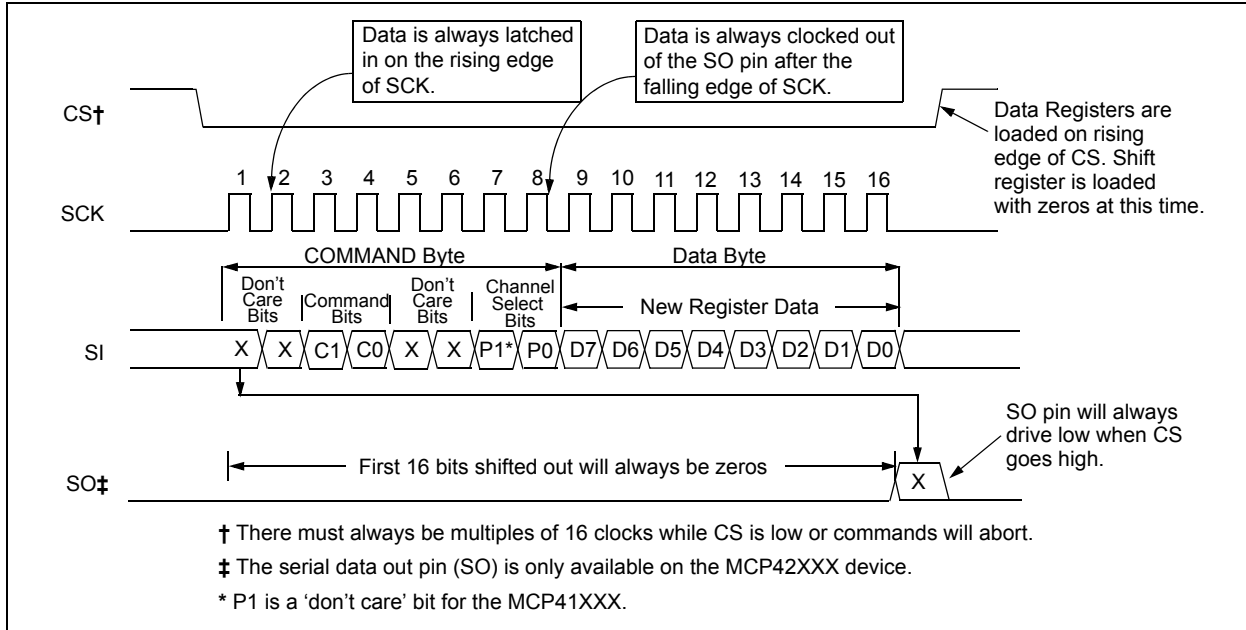 Data is always latched
in on the rising edge
of SCK.
Data is always clocked out
of the SO pin after the
falling edge of SCK.
CS†
Data Registers are
loaded on rising
edge of CS. Shift
register is loaded
with zeros at this time.
1 2 3 4 5 6 7 8 9 10 11 12 13 14 15 16
SCK
COMMAND Byte
Data Byte
Don't
Care
Bits
Command
Bits
Don't
Care
Bits
Channel
Select
Bits
New Register Data
SI
X X C1 C0 X X P1* P0 D7 D6 D5 D4 D3 D2 D1 D0
SO pin will always
drive low when CS
goes high.
First 16 bits shifted out will always be zeros
X
SO‡
† There must always be multiples of 16 clocks while CS is low or commands will abort.
‡ The serial data out pin (SO) is only available on the MCP42XXX device.
* P1 is a ‘don’t care’ bit for the MCP41XXX.